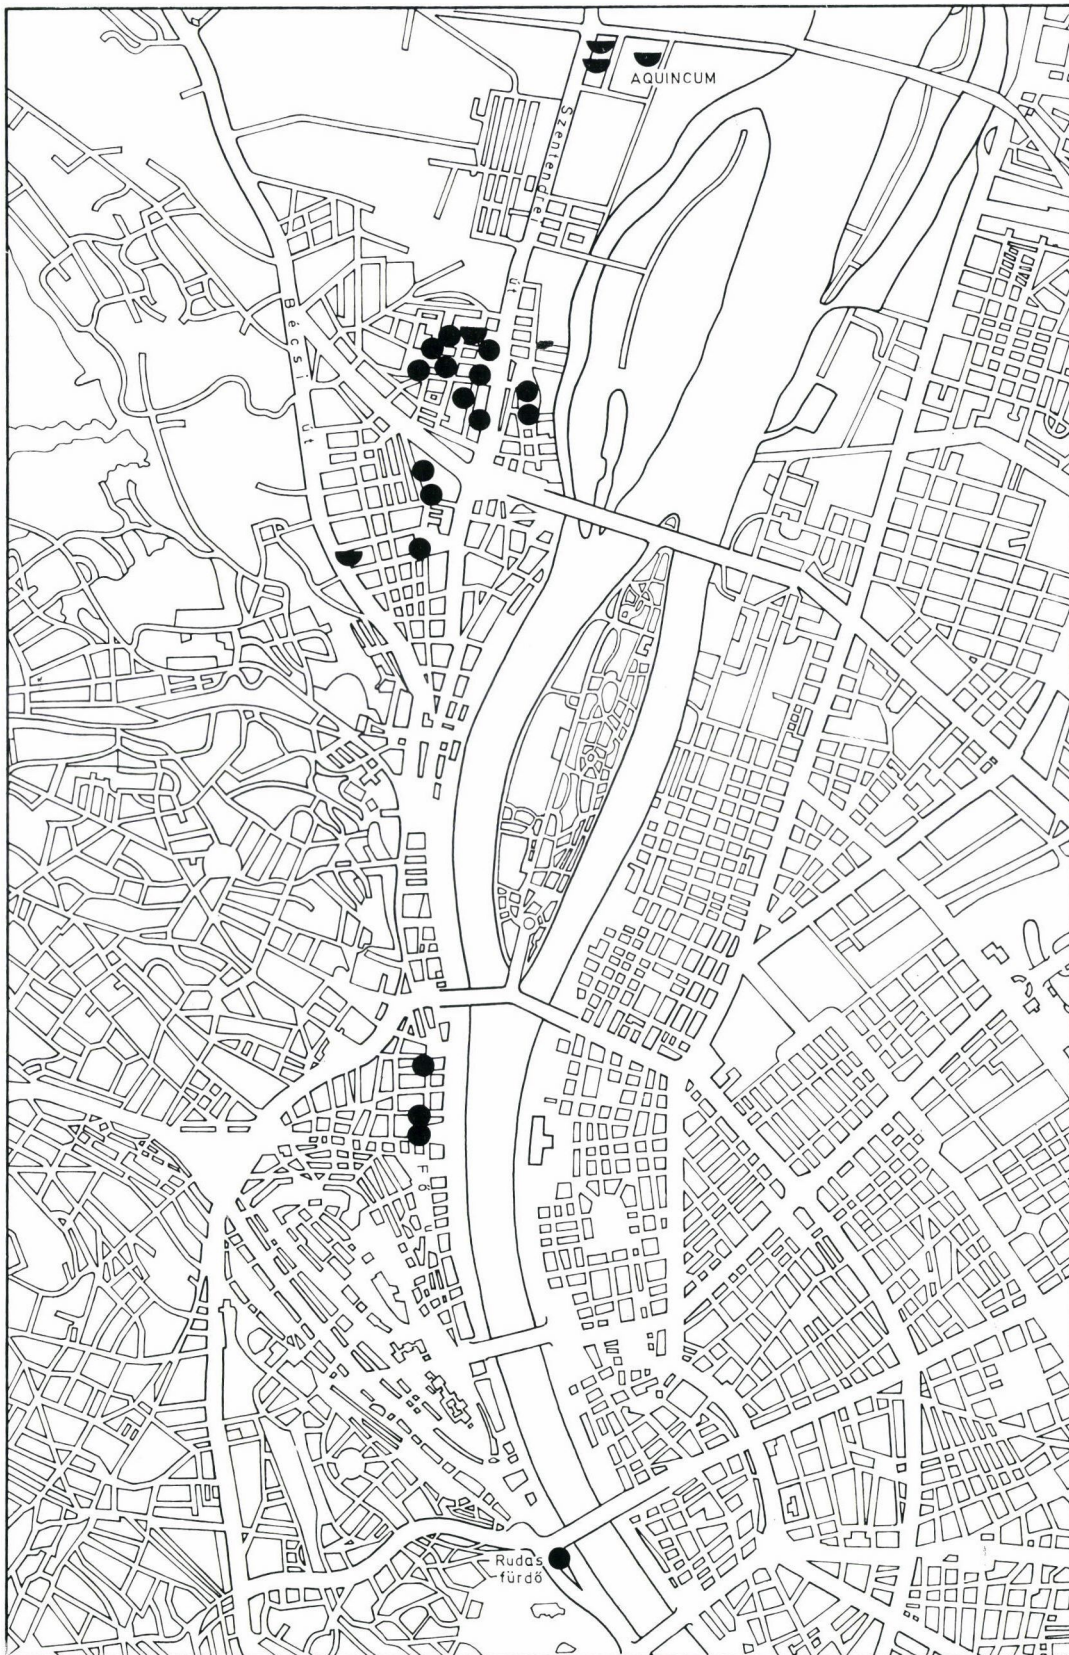 AQUINCUM
Szentendrei
út
Bécsi
út
Fő u.
Rudas
fürdő